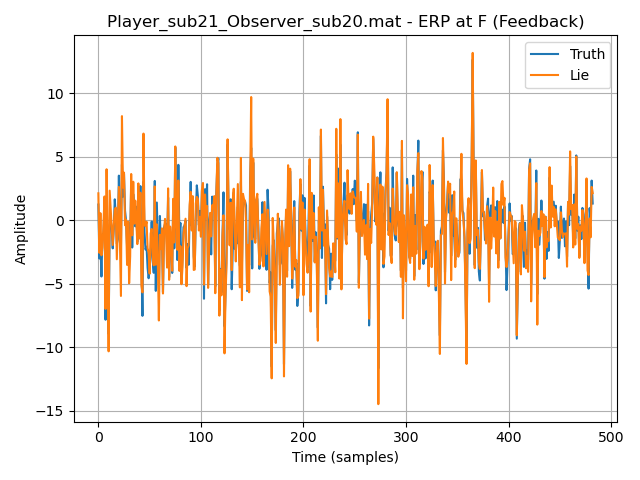 Player_sub21_Observer_sub20.mat - ERP at F (Feedback)
Truth
Lie
Amplitude
10
5
0
−5
−10
−15
0
100
200
300
400
500
Time (samples)